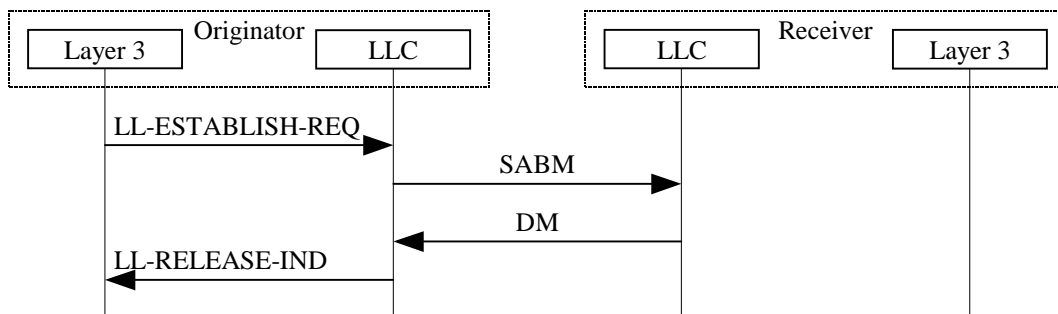 Originator
Receiver
Layer 3
LLC
LLC
Layer 3
LL-ESTABLISH-REQ
SABM
DM
LL-RELEASE-IND